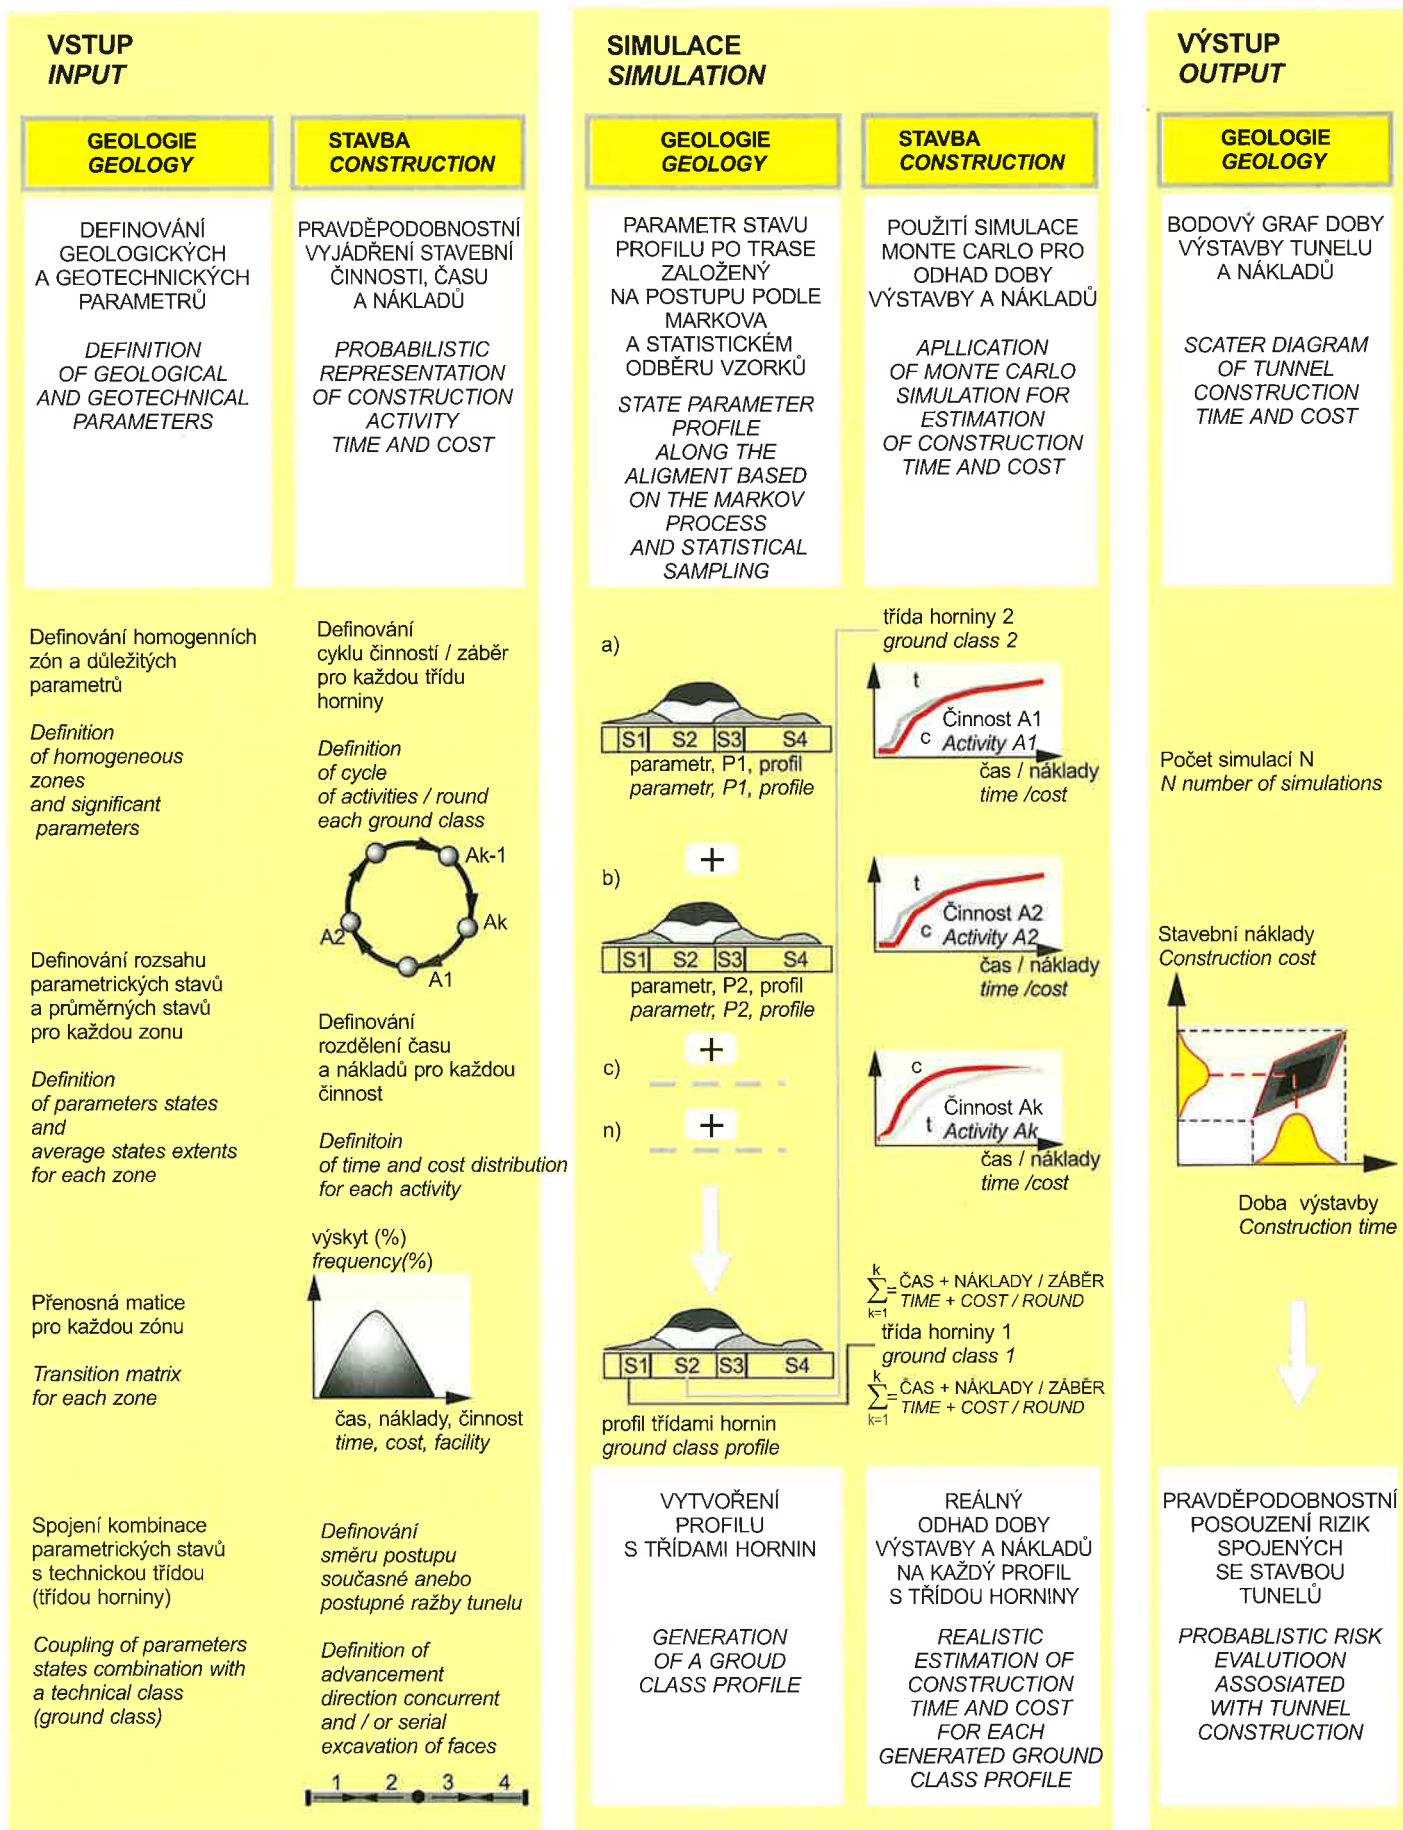 VSTUP
INPUT
GEOLOGIE
GEOLOGY
DEFINOVÁNÍ
GEOLOGICKÝCH
A GEOTECHNICKÝCH
PARAMETRŮ
DEFINITION
OF GEOLOGICAL
AND GEOTECHNICAL
PARAMETERS
Definování homogenních
zón a důležitých
parametrů
Definition
of homogeneous
zones
and significant
parameters
Definování rozsahu
parametrických stavů
a průměrných stavů
pro každou zonu
Definition
of parameters states
and
average states extents
for each zone
Přenosná matice
pro každou zónu
Transition matrix
for each zone
Spojení kombinace
parametrických stavů
s technickou třídou
(třídou horniny)
Coupling of parameters
states combination with
a technical class
(ground class)
STAVBA
CONSTRUCTION
PRAVDĚPODOBNOSTNÍ
VYJÁDŘENÍ STAVEBNÍ
ČINNOSTI, ČASU
A NÁKLADŮ
PROBABILISTIC
REPRESENTATION
OF CONSTRUCTION
ACTIVITY
TIME AND COST
Definování
cyklu činností / záběr
pro každou třídu
horniny
Definition
of cycle
of activities / round
each ground class
Ak-1
Ak
A2
A1
Definování
rozdělení času
a nákladů pro každou
činnost
Definitoin
of time and cost distribution
for each activity
výskyt (%)
frequency(%)
čas, náklady, činnost
time, cost, facility
Definování
směru postupu
současné anebo
postupné ražby tunelu
Definition of
advancement
direction concurrent
and / or serial
excavation of faces
1 2 3 4
SIMULACE
SIMULATION
GEOLOGIE
GEOLOGY
PARAMETR STAVU
PROFILU PO TRASE
ZALOŽENÝ
NA POSTUPU PODLE
MARKOVA
A STATISTICKÉM
ODBĚRU VZORKŮ
STATE PARAMETER
PROFILE
ALONG THE
ALIGMENT BASED
ON THE MARKOV
PROCESS
AND STATISTICAL
SAMPLING
a)
S1 S2 S3 S4
parametr, P1, profil
parametr, P1, profile
+
b)
S1 S2 S3 S4
parametr, P2, profil
parametr, P2, profile
+
c)
+
n)
S1 S2 S3 S4
profil třídami hornin
ground class profile
VYTVOŘENÍ
PROFILU
S TŘÍDAMI HORNIN
GENERATION
OF A GROUD
CLASS PROFILE
STAVBA
CONSTRUCTION
POUŽITÍ SIMULACE
MONTE CARLO PRO
ODHAD DOBY
VÝSTAVBY A NÁKLADŮ
APLLICATION
OF MONTE CARLO
SIMULATION FOR
ESTIMATION
OF CONSTRUCTION
TIME AND COST
třída horniny 2
ground class 2
t
Činnost A1
c Activity A1
čas / náklady
time /cost
t
Činnost A2
c Activity A2
čas / náklady
time /cost
c
Činnost Ak
t Activity Ak
čas / náklady
time /cost
k
∑= ČAS + NÁKLADY / ZÁBĚR
TIME + COST / ROUND
k=1
třída horniny 1
ground class 1
k
∑= ČAS + NÁKLADY / ZÁBĚR
TIME + COST / ROUND
k=1
REÁLNÝ
ODHAD DOBY
VÝSTAVBY A NÁKLADŮ
NA KAŽDÝ PROFIL
S TŘÍDOU HORNINY
REALISTIC
ESTIMATION OF
CONSTRUCTION
TIME AND COST
FOR EACH
GENERATED GROUND
CLASS PROFILE
VÝSTUP
OUTPUT
GEOLOGIE
GEOLOGY
BODOVÝ GRAF DOBY
VÝSTAVBY TUNELU
A NÁKLADŮ
SCATER DIAGRAM
OF TUNNEL
CONSTRUCTION
TIME AND COST
Počet simulací N
N number of simulations
Stavební náklady
Construction cost
Doba výstavby
Construction time
PRAVDĚPODOBNOSTNÍ
POSOUZENÍ RIZIK
SPOJENÝCH
SE STAVBOU
TUNELŮ
PROBABLISTIC RISK
EVALUTIOON
ASSOSIATED
WITH TUNNEL
CONSTRUCTION